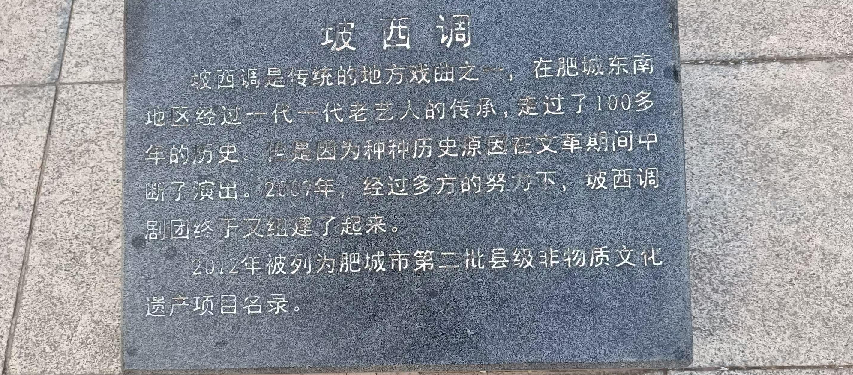 坡西调
坡西调是传统的地方戏曲之一，在肥城东南
地区经过一代一代老艺人的传承，走过了100多
年的历史、但是因为种种历史原因在文革期间中
断了演出。2007年，经过多方的努力下，坡西调
剧团终于又组建了起来。
2012年被列为肥城市第二批县级非物质文化
遗产项目名录。